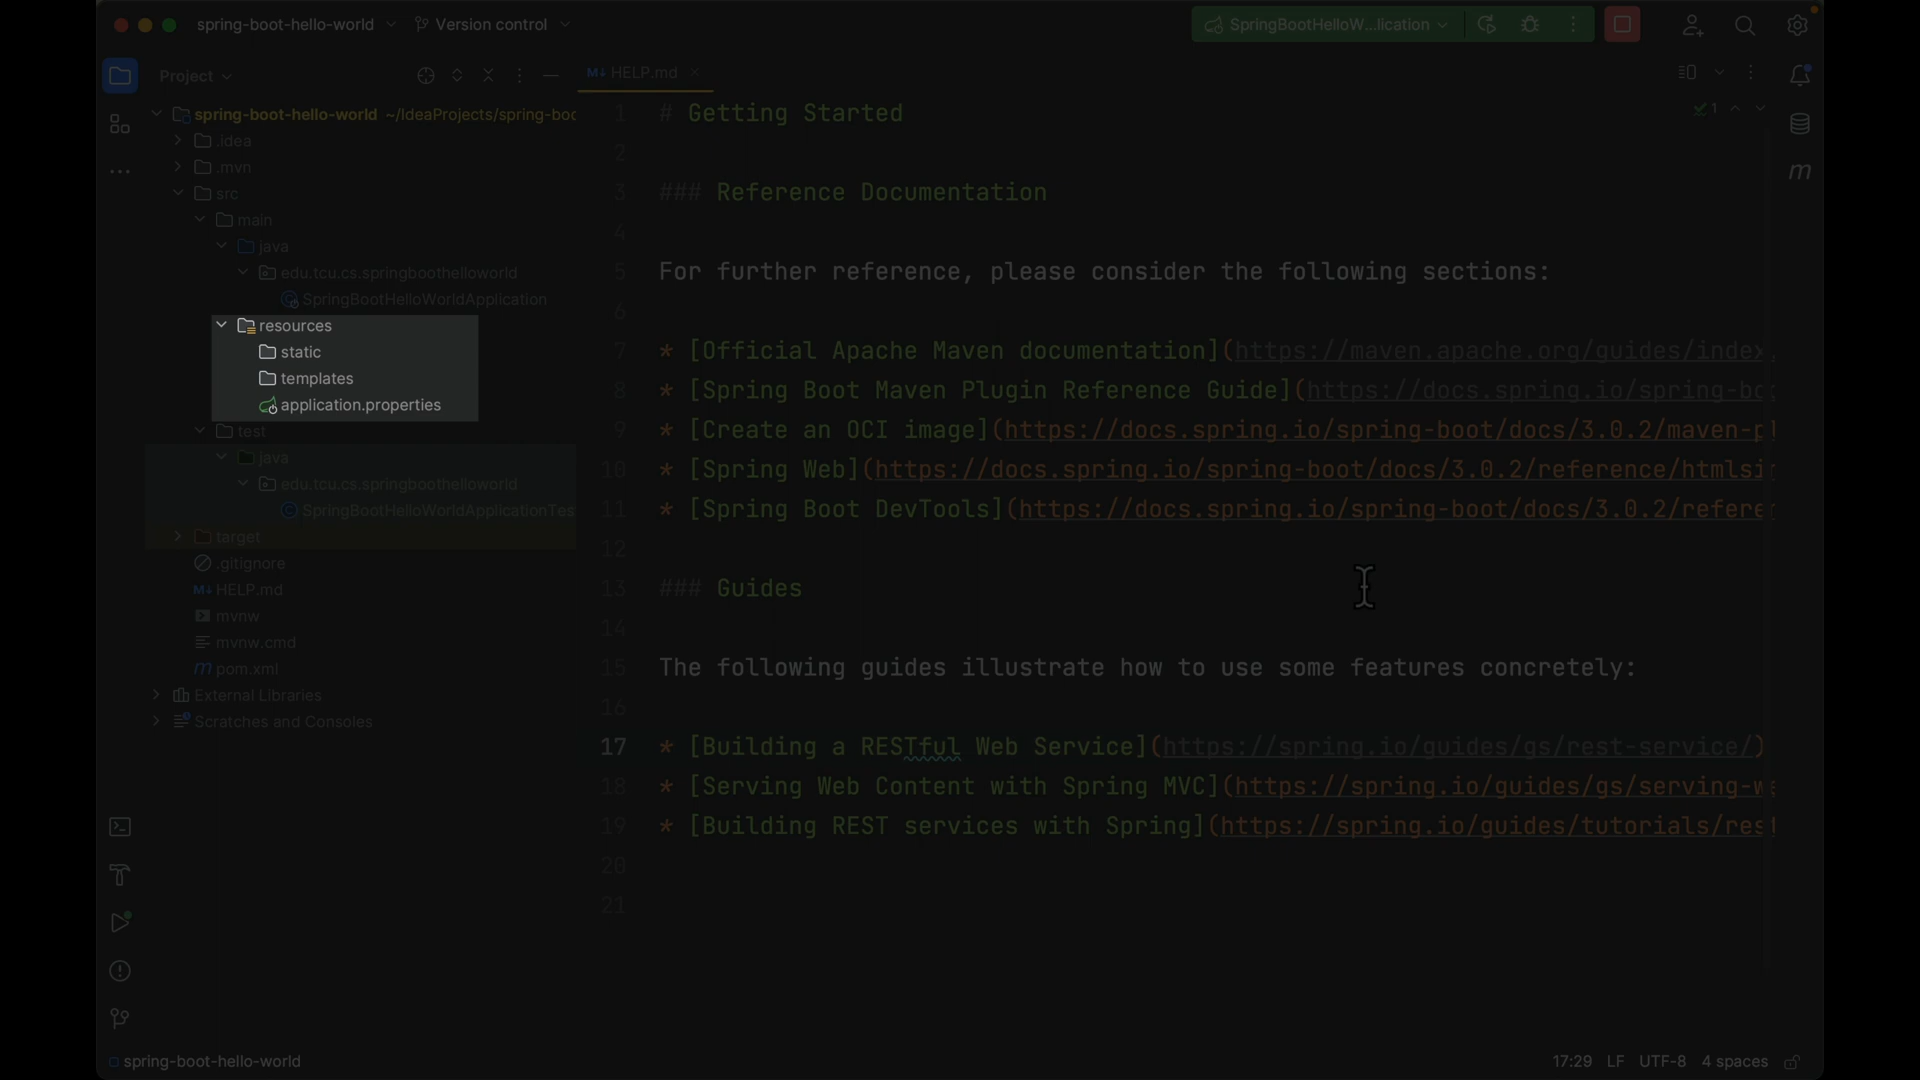 spring-boot-hello-world
Version control
SpringBootHelloW...lication
Project
HELP.md
spring-boot-hello-world ~/IdeaProjects/spring-boo
.idea
.mvn
src
main
java
edu.tcu.cs.springboothelloworld
SpringBootHelloWorldApplication
resources
static
templates
application.properties
test
java
edu.tcu.cs.springboothelloworld
SpringBootHelloWorldApplicationTes
target
.gitignore
HELP.md
mvnw
mvnw.cmd
pom.xml
External Libraries
Scratches and Consoles
1 # Getting Started
2
3 ### Reference Documentation
4
5 For further reference, please consider the following sections:
6
7 * [Official Apache Maven documentation](https://maven.apache.org/guides/index.
8 * [Spring Boot Maven Plugin Reference Guide](https://docs.spring.io/spring-bo
9 * [Create an OCI image](https://docs.spring.io/spring-boot/docs/3.0.2/maven-pl
10 * [Spring Web](https://docs.spring.io/spring-boot/docs/3.0.2/reference/htmlsin
11 * [Spring Boot DevTools](https://docs.spring.io/spring-boot/docs/3.0.2/refere
12
13 ### Guides
14
15 The following guides illustrate how to use some features concretely:
16
17 * [Building a RESTful Web Service](https://spring.io/guides/gs/rest-service/)
18 * [Serving Web Content with Spring MVC](https://spring.io/guides/gs/serving-we
19 * [Building REST services with Spring](https://spring.io/guides/tutorials/rest
20
21
1
m
spring-boot-hello-world
17:29 LF UTF-8 4 spaces